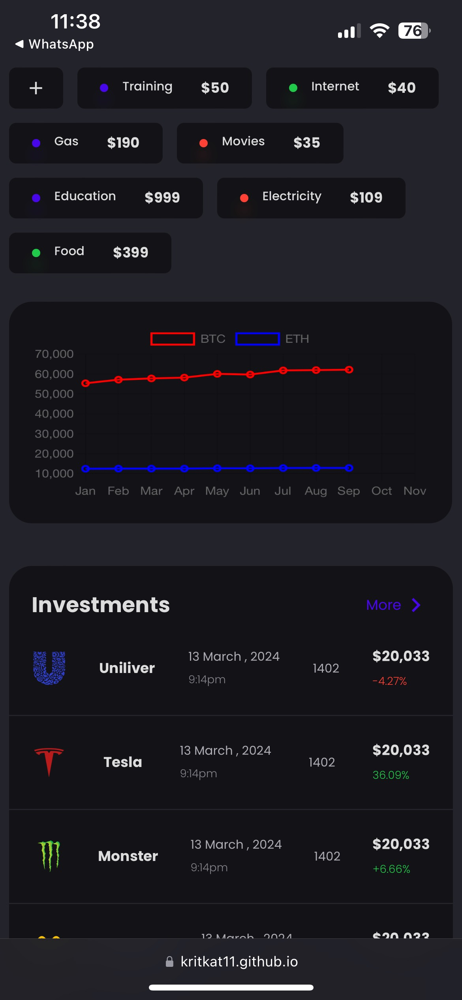 11:38
76
WhatsApp
+
Training $50
Internet $40
Gas $190
Movies $35
Education $999
Electricity $109
Food $399
BTC ETH
70,000
60,000
50,000
40,000
30,000
20,000
10,000
Jan Feb Mar Apr May Jun Jul Aug Sep Oct Nov
Investments More
Uniliver
13 March , 2024
9:14pm
1402
$20,033
-4.27%
Tesla
13 March , 2024
9:14pm
1402
$20,033
36.09%
Monster
13 March , 2024
9:14pm
1402
$20,033
+6.66%
13 March , 2024
$20,033
kritkat11.github.io